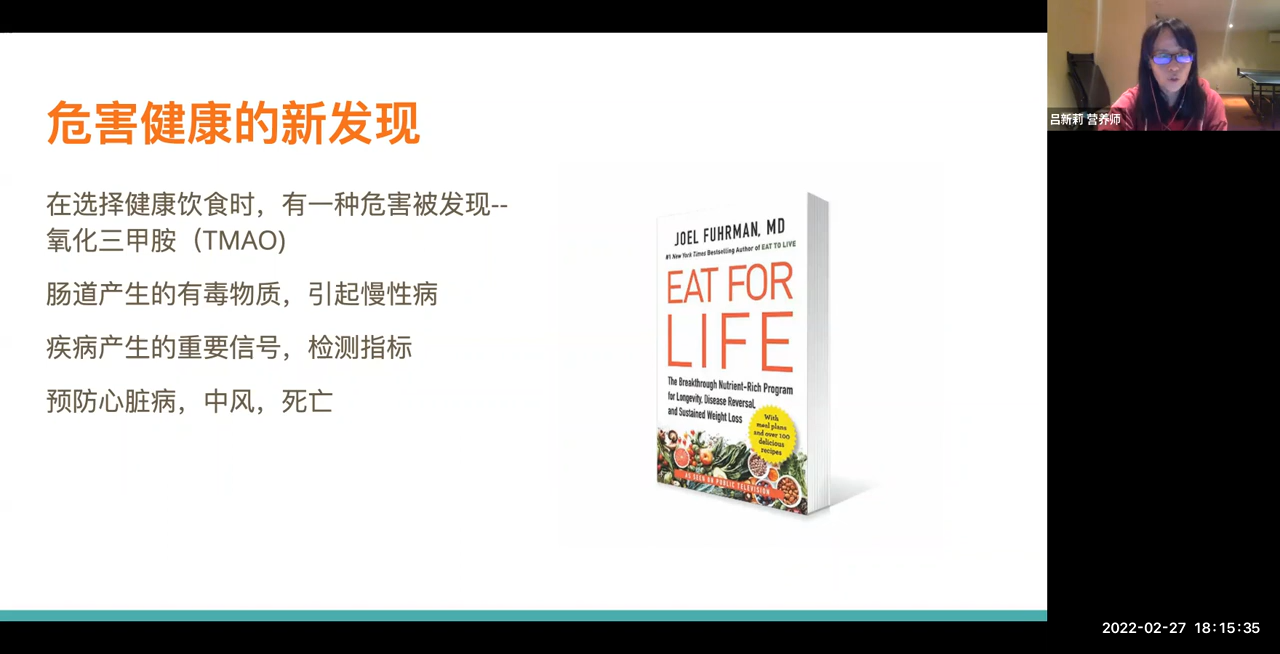 危害健康的新发现
在选择健康饮食时，有一种危害被发现--
氧化三甲胺（TMAO)
肠道产生的有毒物质，引起慢性病
疾病产生的重要信号，检测指标
预防心脏病，中风，死亡
JOEL FUHRMAN, MD
#1 New York Times Bestselling Author of EAT TO LIVE
EAT FOR
LIFE
The Breakthrough Nutrient-Rich Program
for Longevity, Disease Reversal,
and Sustained Weight Loss
With
meal plans
and over 100
delicious
recipes
AS SEEN ON PUBLIC TELEVISION
吕新莉 营养师
2022-02-27 18:15:35